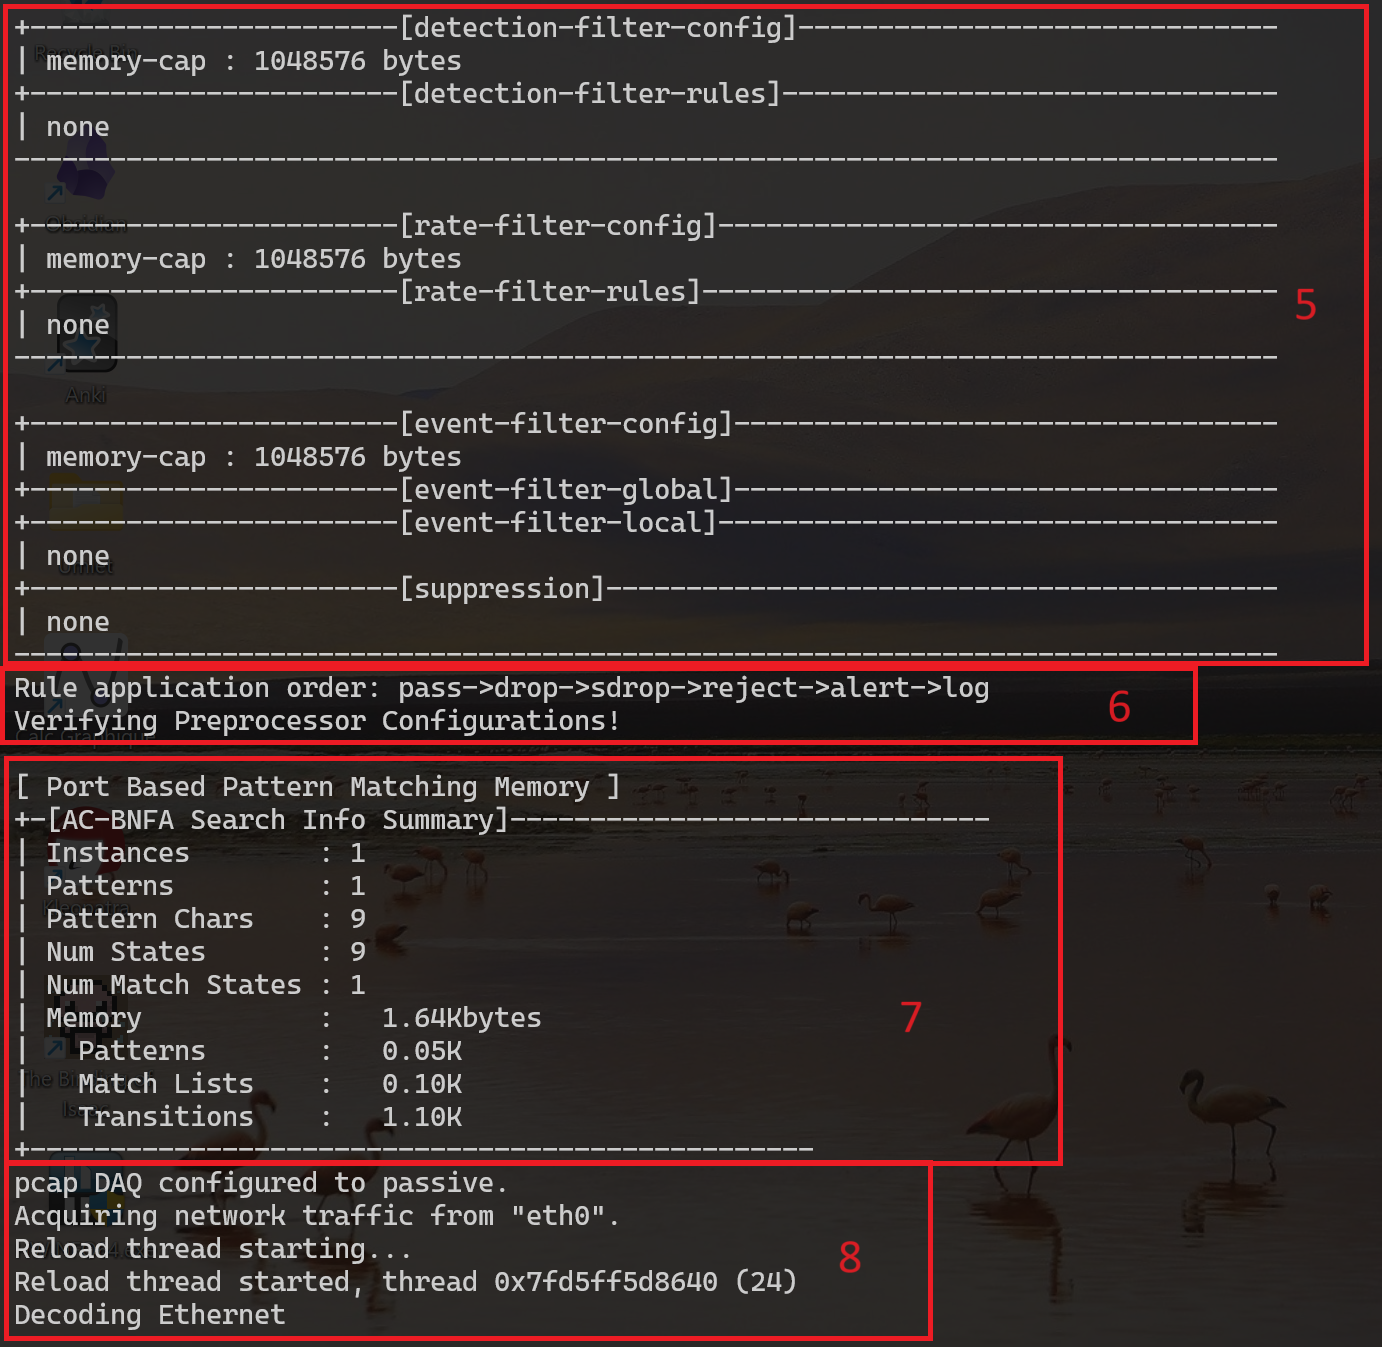 +-----------------------[detection-filter-config]------------------------------
| memory-cap : 1048576 bytes
+-----------------------[detection-filter-rules]-------------------------------
| none
-------------------------------------------------------------------------------
+-----------------------[rate-filter-config]-----------------------------------
| memory-cap : 1048576 bytes
+-----------------------[rate-filter-rules]------------------------------------
| none
-------------------------------------------------------------------------------
5
+-----------------------[event-filter-config]----------------------------------
| memory-cap : 1048576 bytes
+-----------------------[event-filter-global]----------------------------------
+-----------------------[event-filter-local]-----------------------------------
| none
+-----------------------[suppression]------------------------------------------
| none
-------------------------------------------------------------------------------
Rule application order: pass->drop->sdrop->reject->alert->log
Verifying Preprocessor Configurations!
6
[ Port Based Pattern Matching Memory ]
+-[AC-BNFA Search Info Summary]------------------------------
| Instances        : 1
| Patterns         : 1
| Pattern Chars    : 9
| Num States       : 9
| Num Match States : 1
| Memory           :   1.64Kbytes
|   Patterns       :   0.05K
|   Match Lists    :   0.10K
|   Transitions    :   1.10K
+-------------------------------------------------
7
pcap DAQ configured to passive.
Acquiring network traffic from "eth0".
Reload thread starting...
Reload thread started, thread 0x7fd5ff5d8640 (24)
Decoding Ethernet
8
Recycle Bin
Obsidian
Anki
Kleopatra